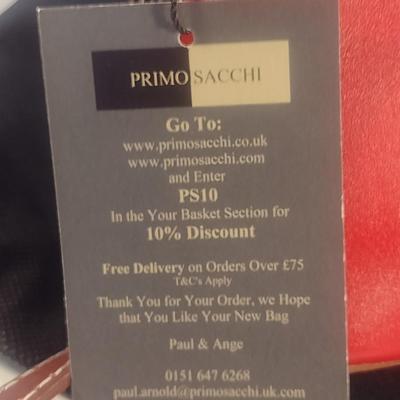 PRIMO SACCHI
Go To:
www.primosacchi.co.uk
www.primosacchi.com
and Enter
PS10
In the Your Basket Section for
10% Discount
Free Delivery on Orders Over £75
T&C's Apply
Thank You for Your Order, we Hope
that You Like Your New Bag
Paul & Ange
0151 647 6268
paul.arnold@primosacchi.uk.com